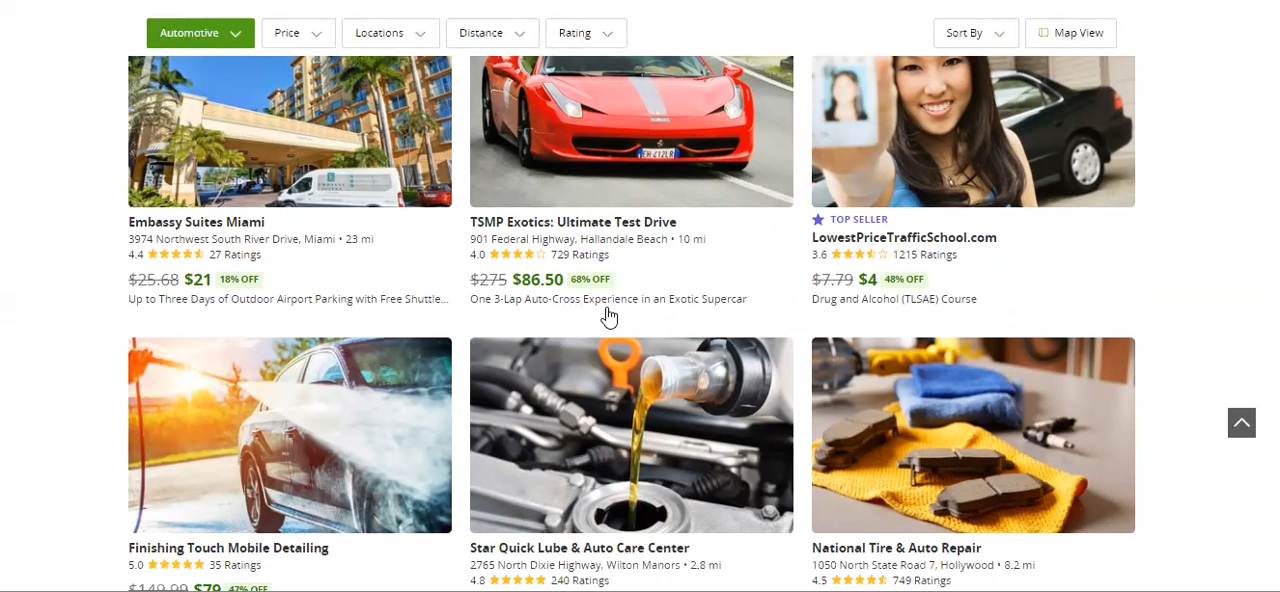 Automotive
Price
Locations
Distance
Rating
Sort By
Map View
Embassy Suites Miami
3974 Northwest South River Drive, Miami • 23 mi
4.4 27 Ratings
$25.68 $21 18% OFF
Up to Three Days of Outdoor Airport Parking with Free Shuttle...
TSMP Exotics: Ultimate Test Drive
901 Federal Highway, Hallandale Beach • 10 mi
4.0 729 Ratings
$275 $86.50 68% OFF
One 3-Lap Auto-Cross Experience in an Exotic Supercar
TOP SELLER
LowestPriceTrafficSchool.com
3.6 1215 Ratings
$7.79 $4 48% OFF
Drug and Alcohol (TLSAE) Course
Finishing Touch Mobile Detailing
5.0 35 Ratings
$149.99 $79 47% OFF
Star Quick Lube & Auto Care Center
2765 North Dixie Highway, Wilton Manors • 2.8 mi
4.8 240 Ratings
National Tire & Auto Repair
1050 North State Road 7, Hollywood • 8.2 mi
4.5 749 Ratings